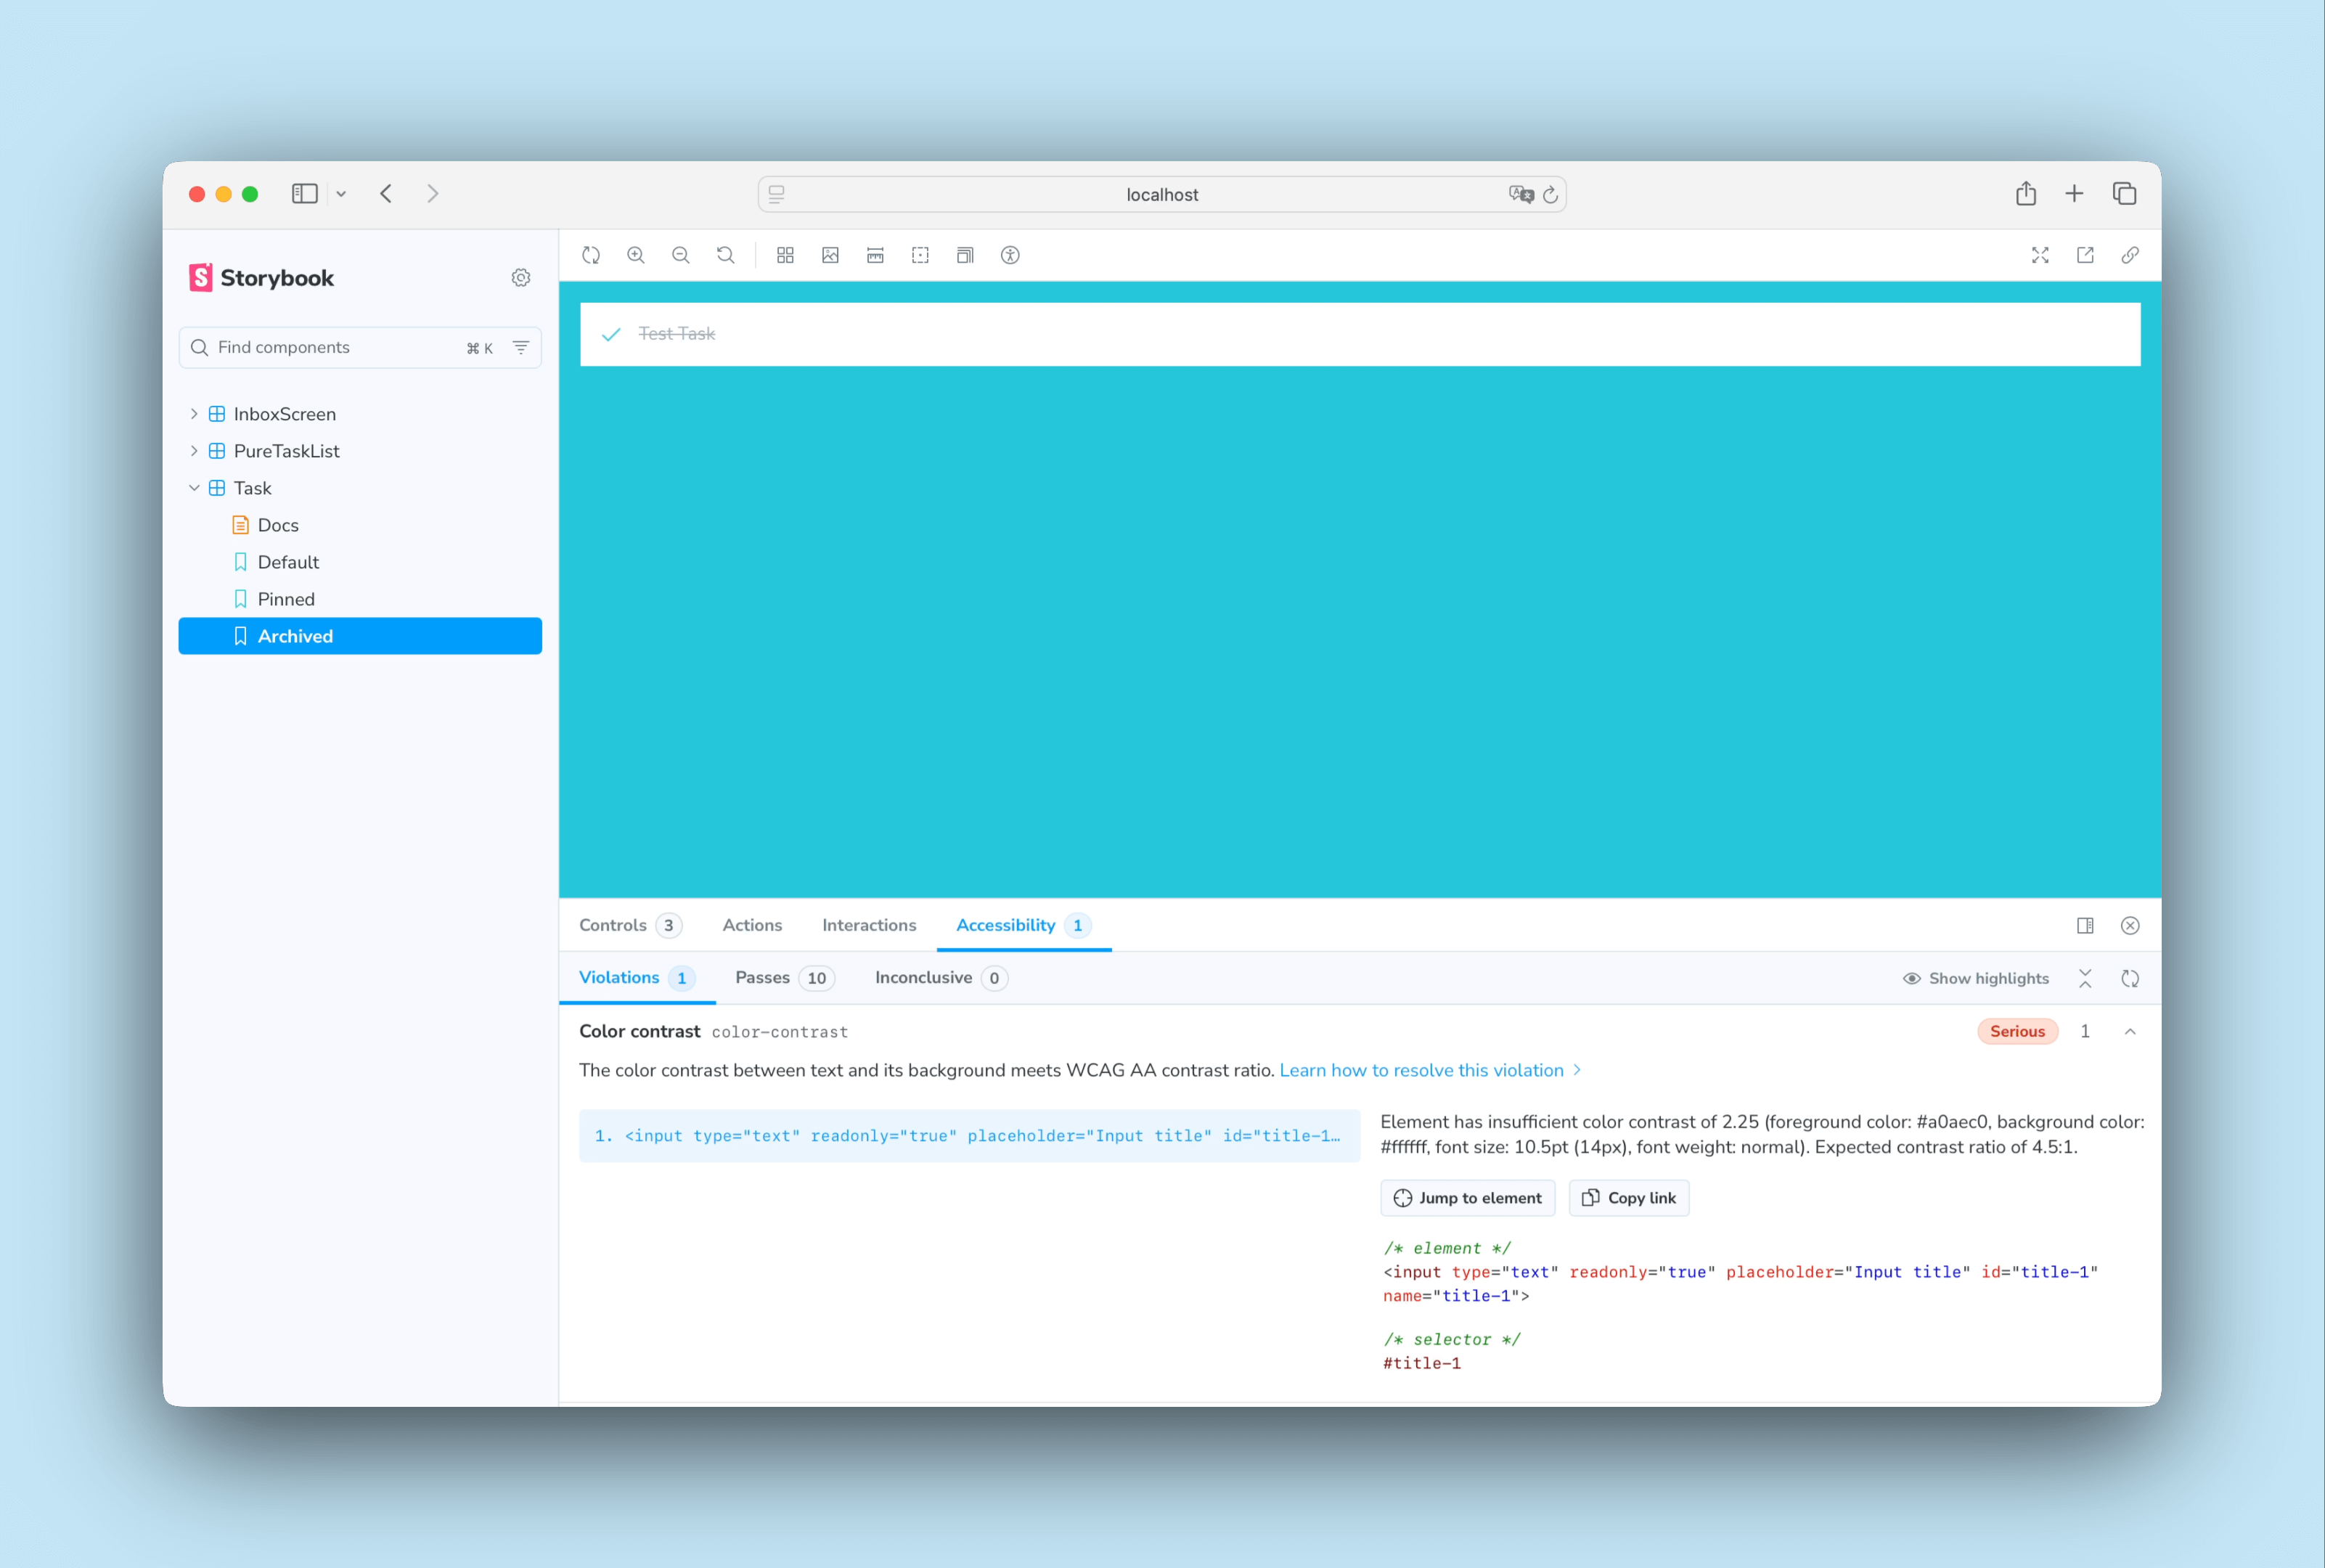 localhost
Storybook
Find components
⌘ K
InboxScreen
PureTaskList
Task
Docs
Default
Pinned
Archived
Test Task
Controls 3 Actions Interactions Accessibility 1
Violations 1 Passes 10 Inconclusive 0 Show highlights
Color contrast color-contrast Serious 1
The color contrast between text and its background meets WCAG AA contrast ratio. Learn how to resolve this violation
1. <input type="text" readonly="true" placeholder="Input title" id="title-1…
Element has insufficient color contrast of 2.25 (foreground color: #a0aec0, background color:
#ffffff, font size: 10.5pt (14px), font weight: normal). Expected contrast ratio of 4.5:1.
Jump to element Copy link
/* element */
<input type="text" readonly="true" placeholder="Input title" id="title-1"
name="title-1">
/* selector */
#title-1